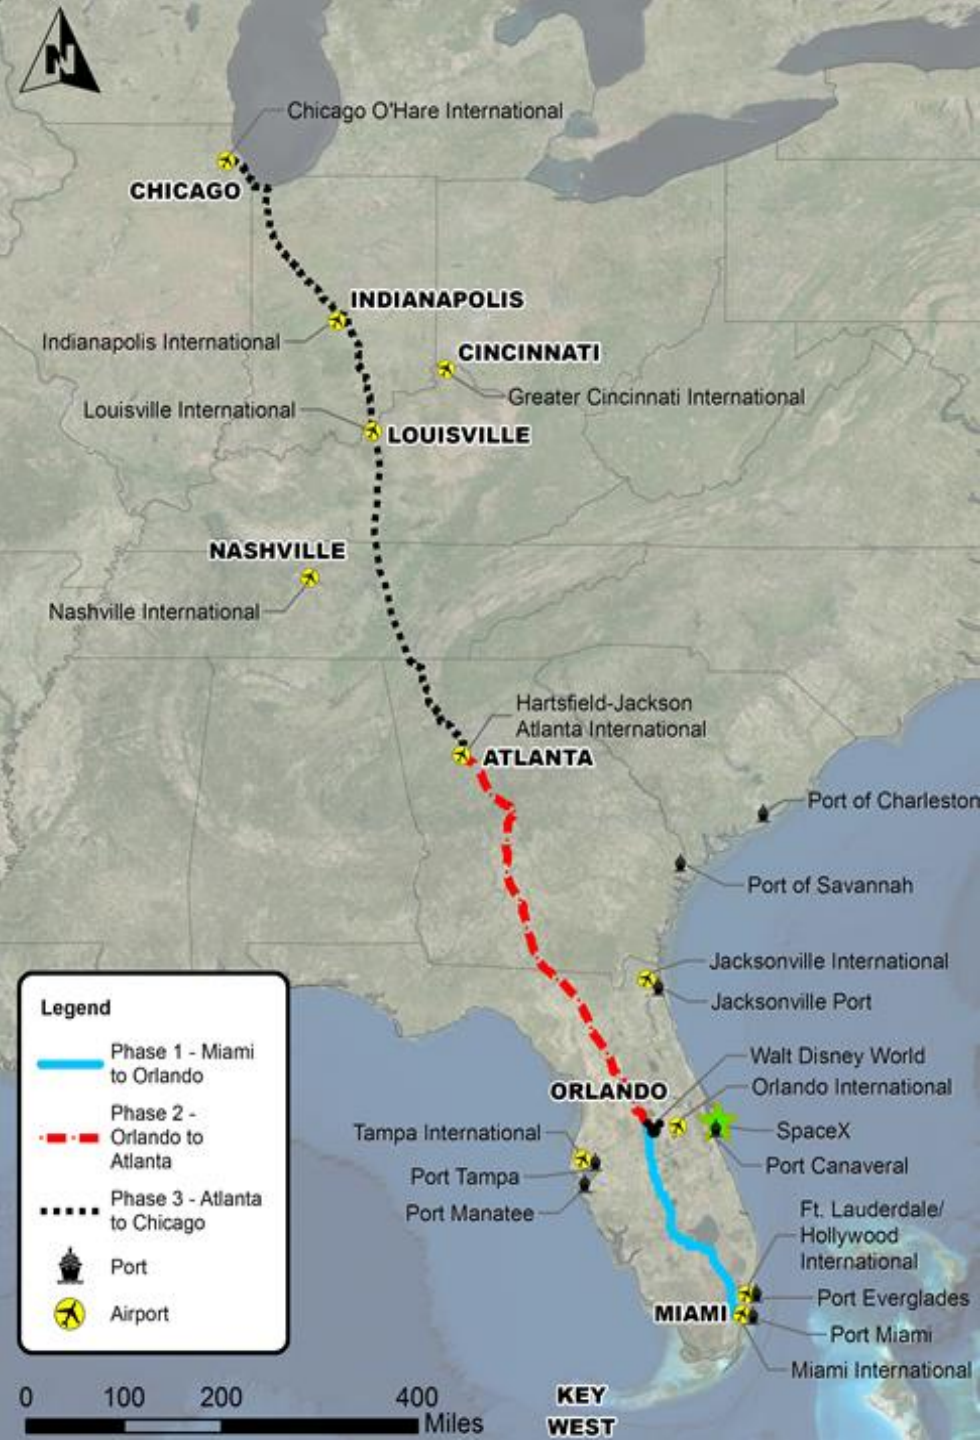 N
Chicago O'Hare International
CHICAGO
INDIANAPOLIS
Indianapolis International
CINCINNATI
Greater Cincinnati International
Louisville International
LOUISVILLE
NASHVILLE
Nashville International
Hartsfield-Jackson
Atlanta International
ATLANTA
Port of Charleston
Port of Savannah
Jacksonville International
Jacksonville Port
Walt Disney World
ORLANDO
Orlando International
Tampa International
SpaceX
Port Tampa
Port Canaveral
Port Manatee
Ft. Lauderdale/
Hollywood
International
Port Everglades
MIAMI
Port Miami
Miami International
KEY
WEST
Legend
Phase 1 - Miami
to Orlando
Phase 2 -
Orlando to
Atlanta
Phase 3 - Atlanta
to Chicago
Port
Airport
0 100 200 400
Miles